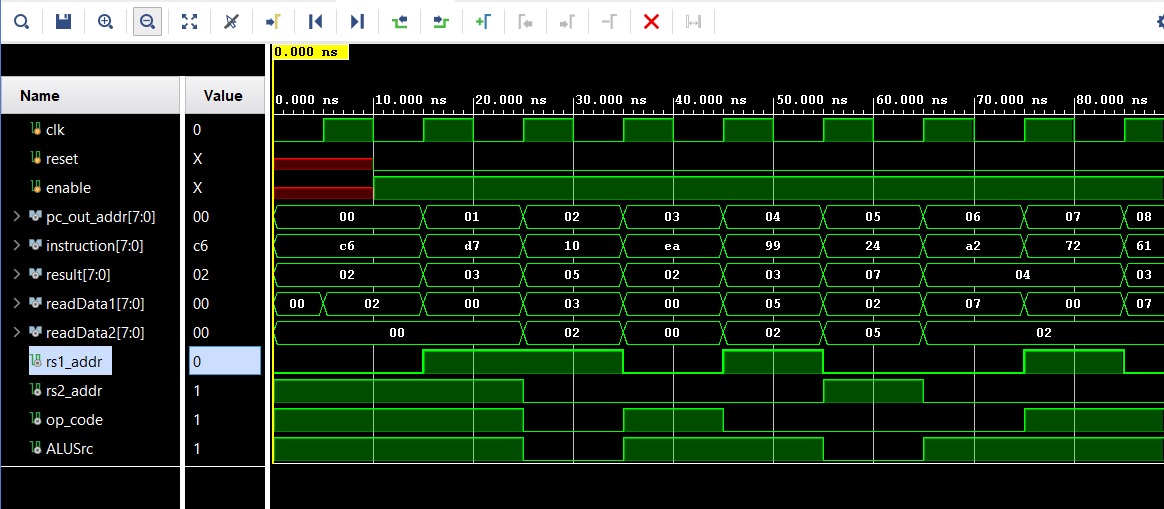 0.000 ns
Name Value 0.000 ns 10.000 ns 20.000 ns 30.000 ns 40.000 ns 50.000 ns 60.000 ns 70.000 ns 80.000 ns
clk 0
reset X
enable X
pc_out_addr[7:0] 00 00 01 02 03 04 05 06 07 08
instruction[7:0] c6 c6 d7 10 ea 99 24 a2 72 61
result[7:0] 02 02 03 05 02 03 07 04 03
readData1[7:0] 00 00 02 00 03 00 05 02 07 00 07
readData2[7:0] 00 00 02 00 02 05 02
rs1_addr 0
rs2_addr 1
op_code 1
ALUSrc 1